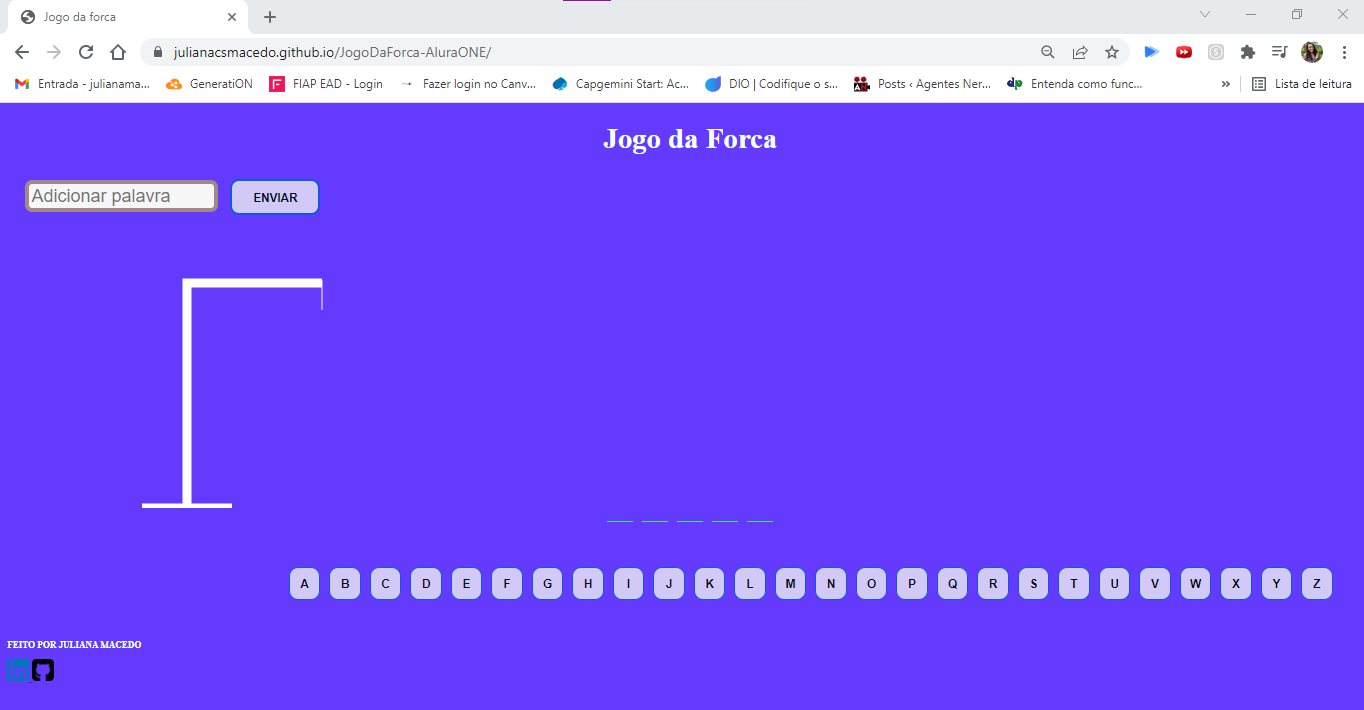 Jogo da forca
julianacsmacedo.github.io/JogoDaForca-AluraONE/
Entrada - julianama... GeneratiON FIAP EAD - Login Fazer login no Canv... Capgemini Start: Ac... DIO | Codifique o s... Posts ‹ Agentes Ner... Entenda como func... » Lista de leitura
Jogo da Forca
Adicionar palavra ENVIAR
A B C D E F G H I J K L M N O P Q R S T U V W X Y Z
FEITO POR JULIANA MACEDO
in